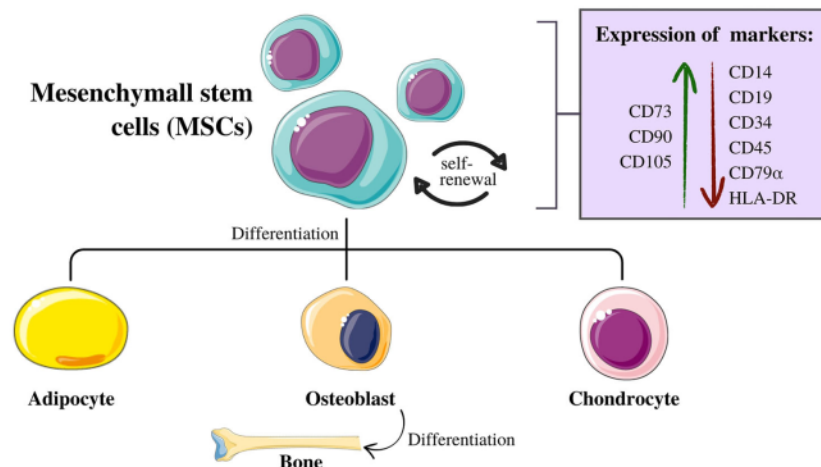 Mesenchymall stem
cells (MSCs)
self-
renewal
Expression of markers:
CD73
CD90
CD105
CD14
CD19
CD34
CD45
CD79α
HLA-DR
Differentiation
Adipocyte
Osteoblast
Chondrocyte
Differentiation
Bone